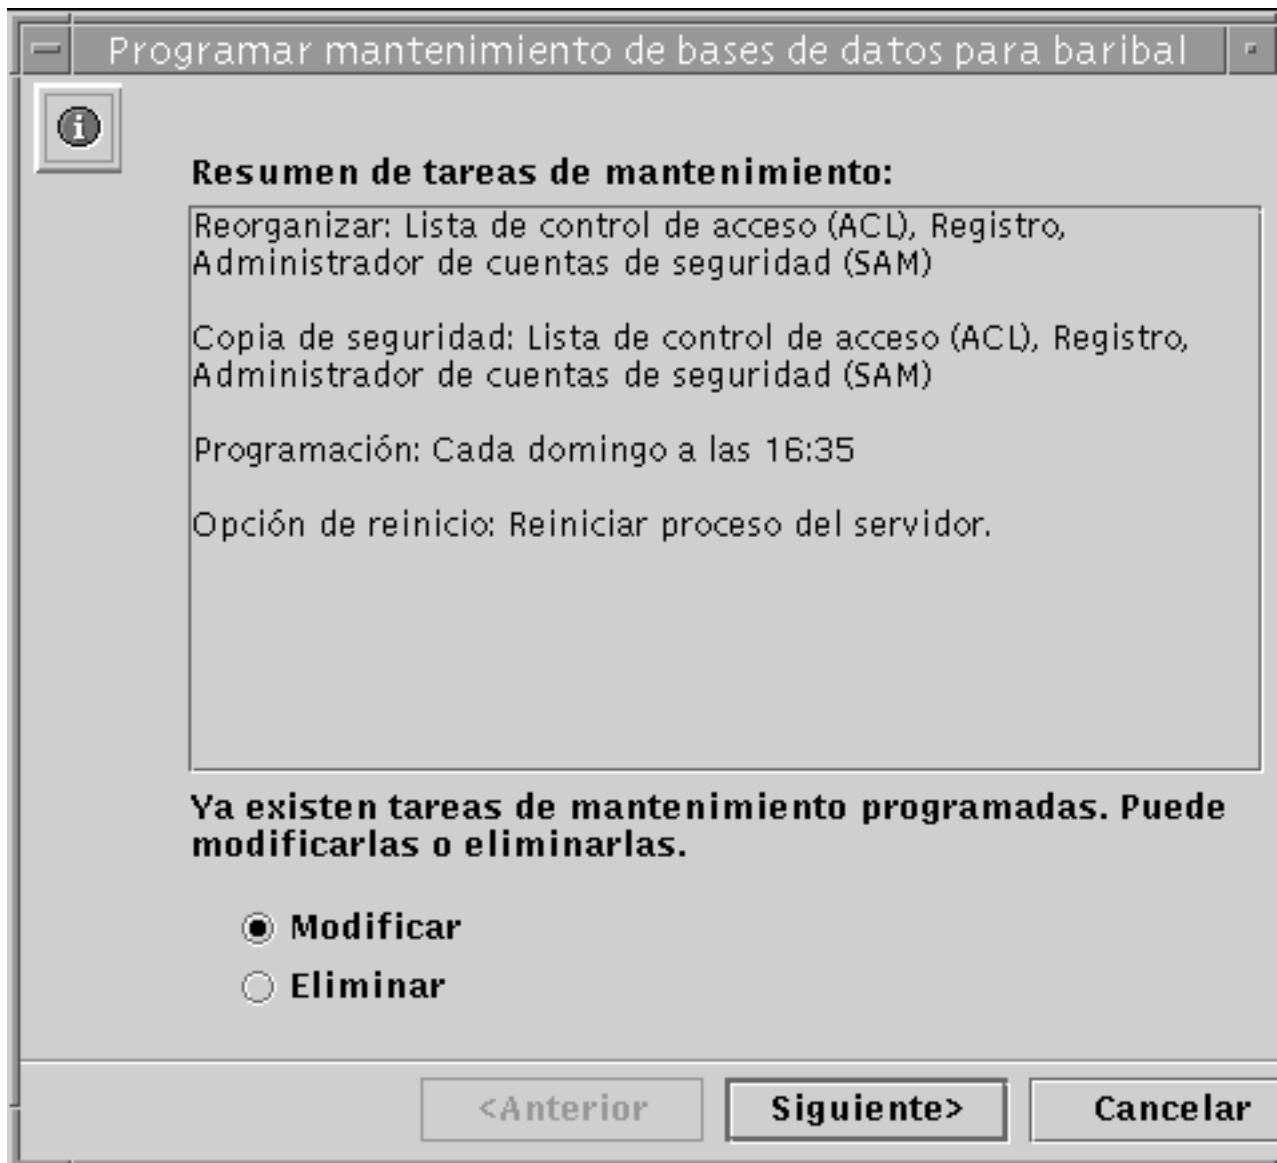 Programar mantenimiento de bases de datos para baribal
Resumen de tareas de mantenimiento:
Reorganizar: Lista de control de acceso (ACL), Registro,
Administrador de cuentas de seguridad (SAM)
Copia de seguridad: Lista de control de acceso (ACL), Registro,
Administrador de cuentas de seguridad (SAM)
Programación: Cada domingo a las 16:35
Opción de reinicio: Reiniciar proceso del servidor.
Ya existen tareas de mantenimiento programadas. Puede
modificarlas o eliminarlas.
Modificar
Eliminar
<Anterior Siguiente> Cancelar